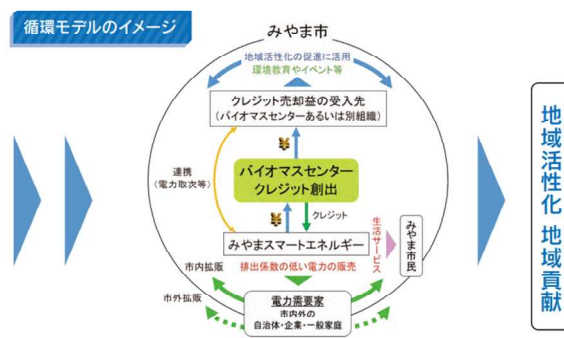 循環モデルのイメージ
みやま市
地域活性化の促進に活用
環境教育やイベント等
クレジット売却益の受入先
（バイオマスセンターあるいは別組織）
¥
連携
（電力取次等）
バイオマスセンター
クレジット創出
¥
クレジット
みやまスマートエネルギー
生活サービス
みやま市民
市内拡販
排出係数の低い電力の販売
市外拡販
電力需要家
市内外の
自治体・企業・一般家庭
地域活性化 地域貢献